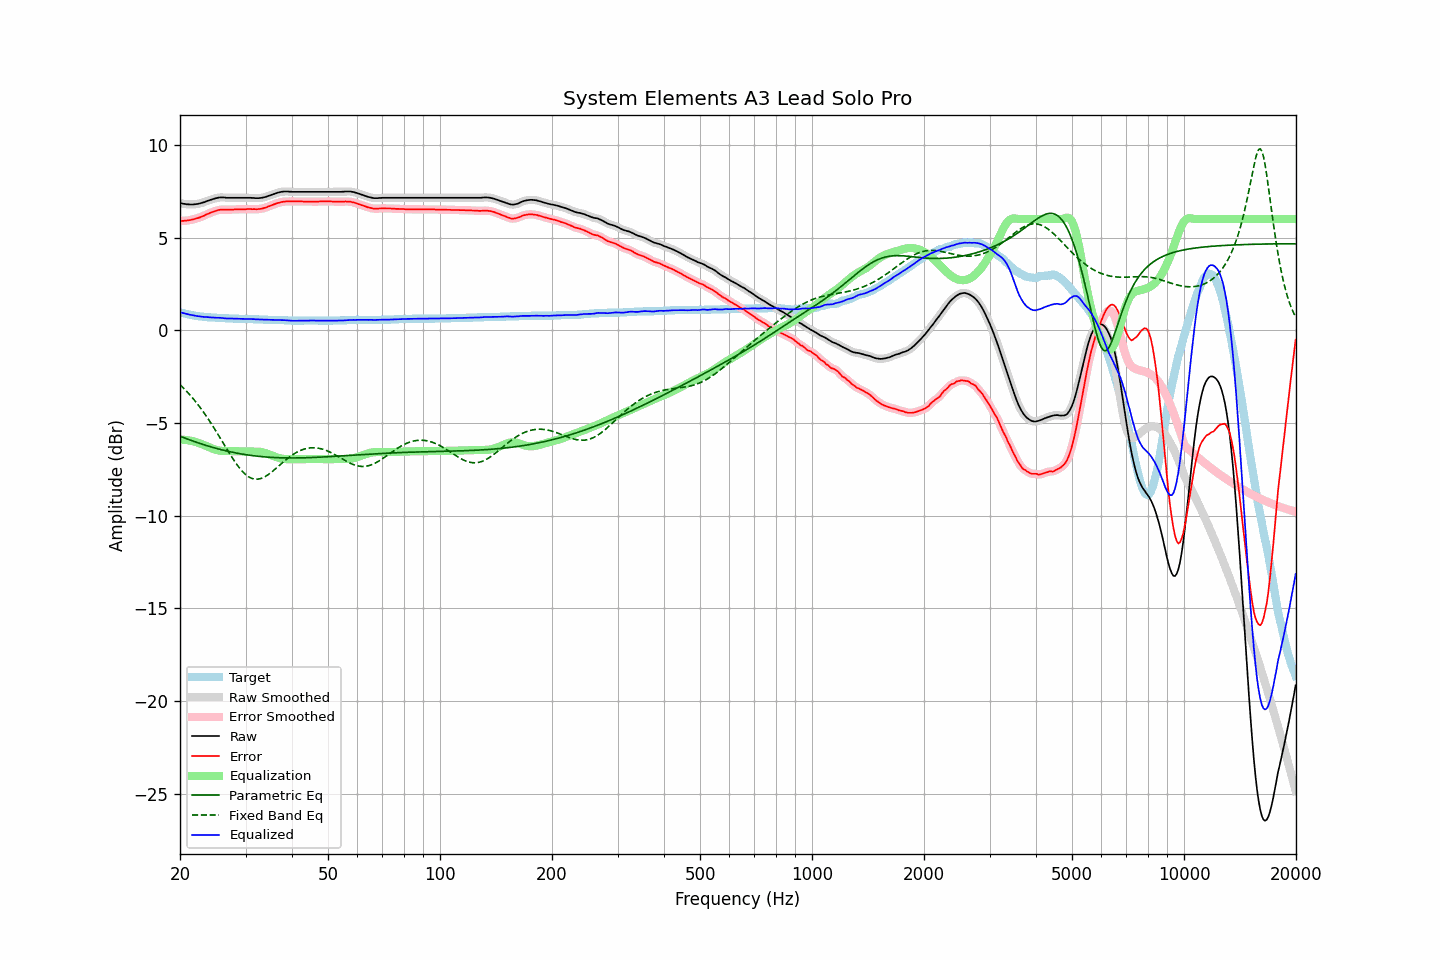 System Elements A3 Lead Solo Pro
Amplitude (dBr)
10
5
0
−5
−10
−15
−20
−25
Target
Raw Smoothed
Error Smoothed
Raw
Error
Equalization
Parametric Eq
Fixed Band Eq
Equalized
20 50 100 200 500 1000 2000 5000 10000 20000
Frequency (Hz)